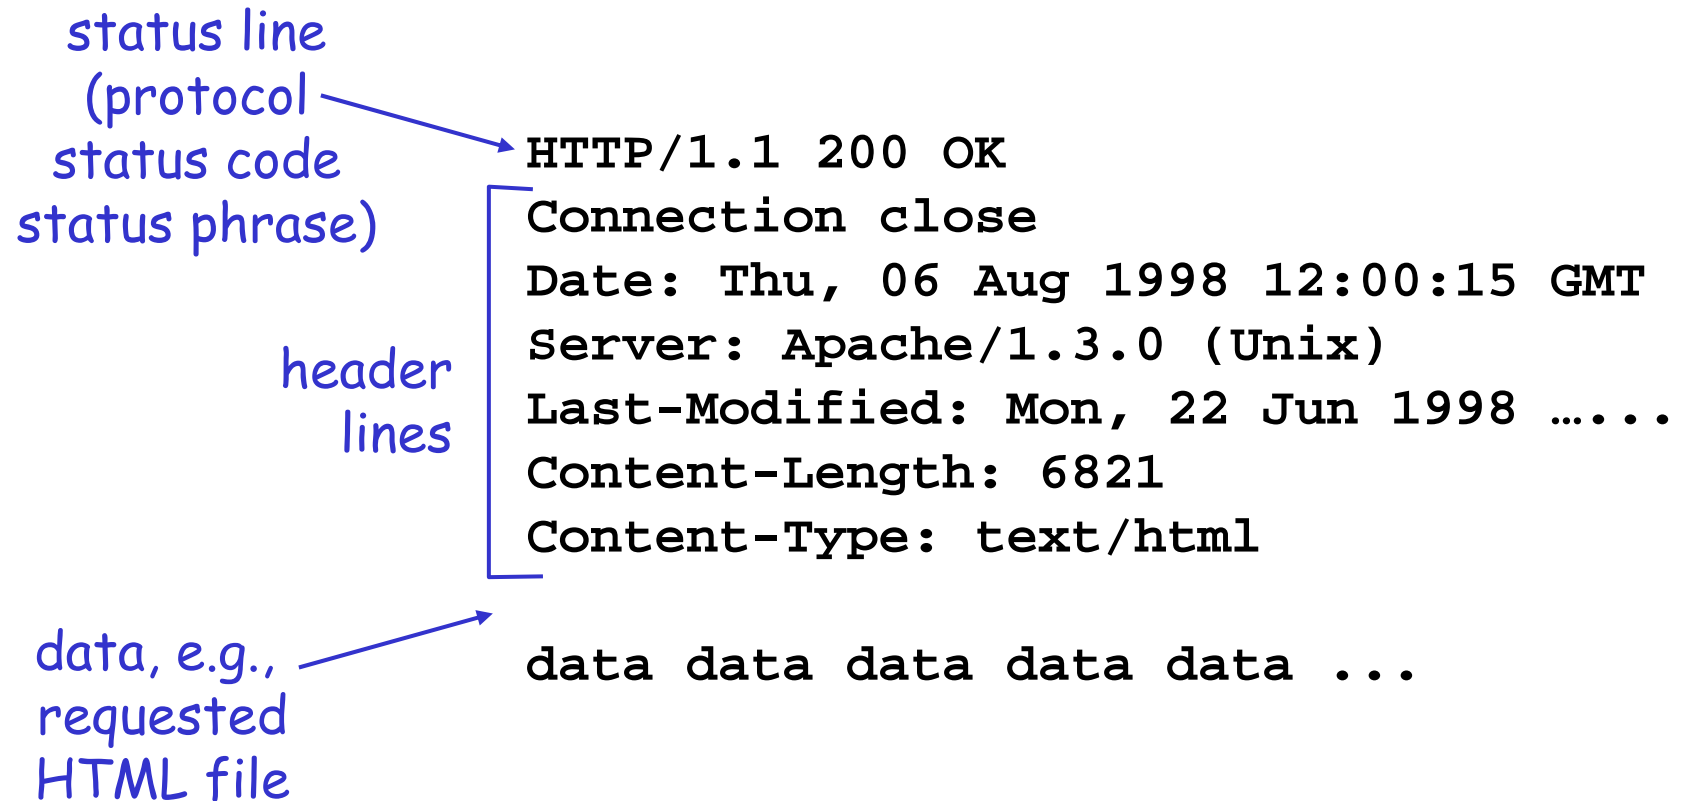 status line
(protocol
status code
status phrase)
HTTP/1.1 200 OK
Connection close
Date: Thu, 06 Aug 1998 12:00:15 GMT
Server: Apache/1.3.0 (Unix)
Last-Modified: Mon, 22 Jun 1998 …...
Content-Length: 6821
Content-Type: text/html
header
lines
data, e.g.,
requested
HTML file
data data data data data ...